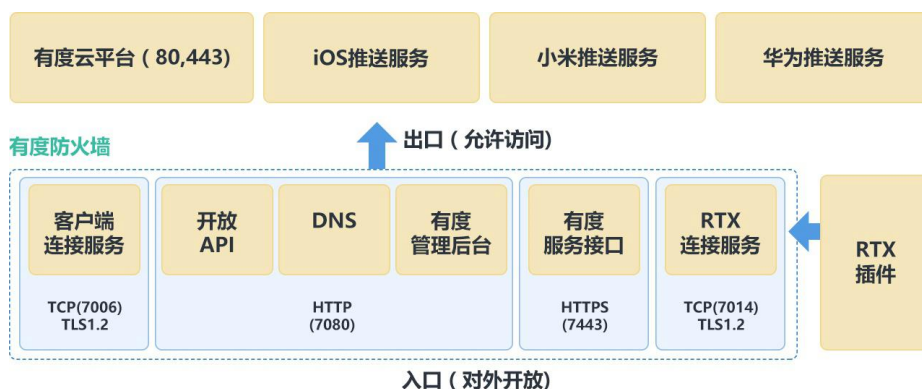 有度云平台 ( 80,443)
iOS推送服务
小米推送服务
华为推送服务
有度防火墙
出口 ( 允许访问)
客户端
连接服务
开放
API
DNS
有度
管理后台
有度
服务接口
RTX
连接服务
RTX
插件
TCP(7006)
TLS1.2
HTTP
(7080)
HTTPS
(7443)
TCP(7014)
TLS1.2
入口 ( 对外开放)